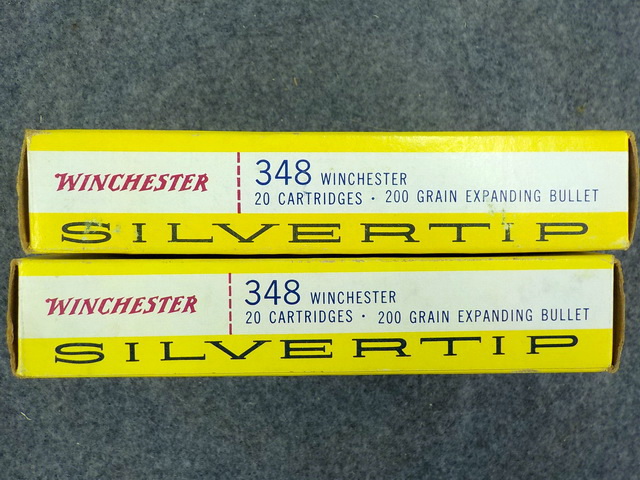 WINCHESTER
348 WINCHESTER
20 CARTRIDGES · 200 GRAIN EXPANDING BULLET
SILVERTIP
WINCHESTER
348 WINCHESTER
20 CARTRIDGES · 200 GRAIN EXPANDING BULLET
SILVERTIP